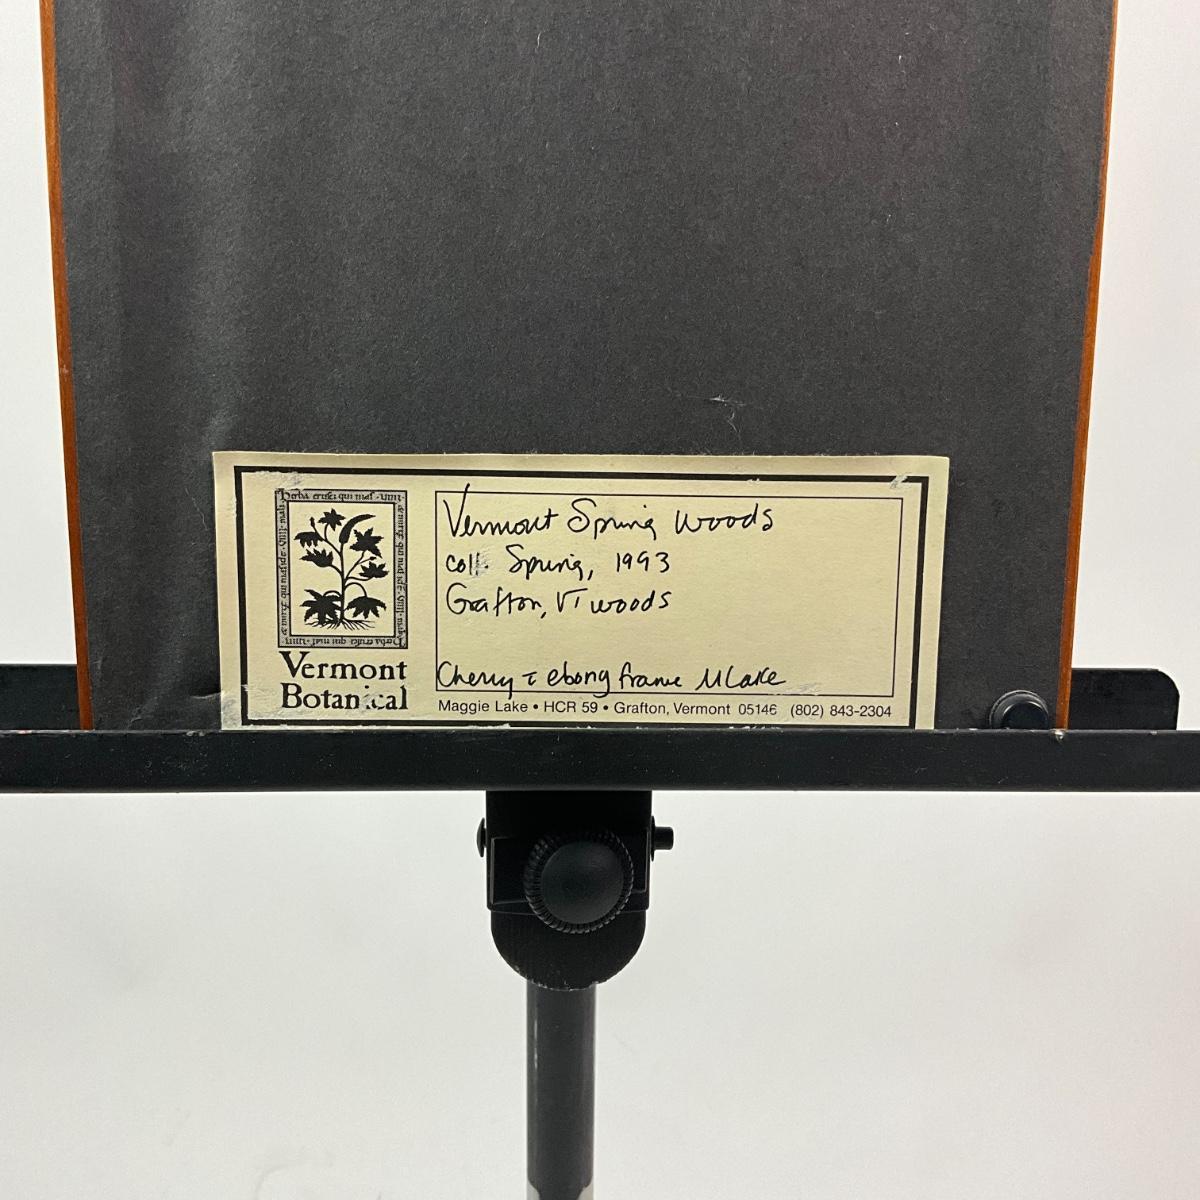 Vermont Spring Woods
coll. Spring, 1993
Grafton, VT woods
Cherry c ebony frame MLake
Vermont
Botanical
Maggie Lake • HCR 59 • Grafton, Vermont 05146 (802) 843-2304